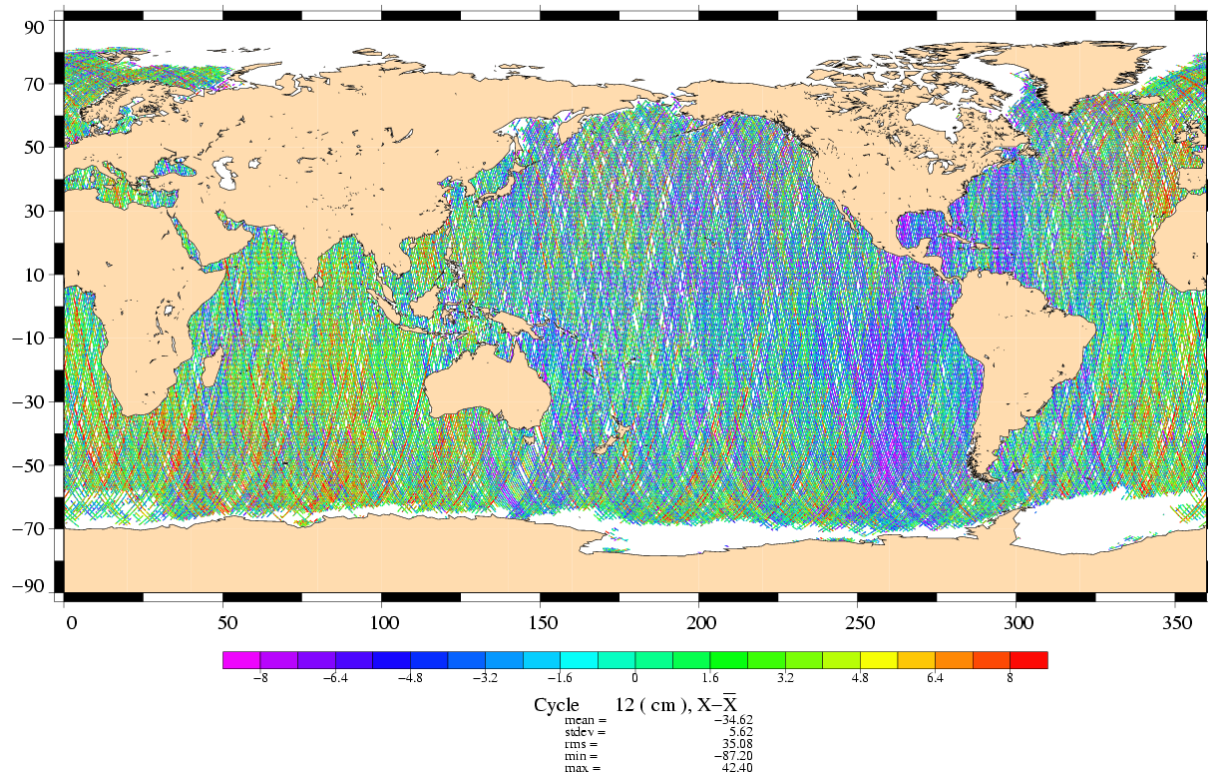 90
70
50
30
10
−10
−30
−50
−70
−90
0 50 100 150 200 250 300 350
−8 −6.4 −4.8 −3.2 −1.6 0 1.6 3.2 4.8 6.4 8
Cycle 12 ( cm ), X−X̅
mean = −34.62
stdev = 5.62
rms = 35.08
min = −87.20
max = 42.40